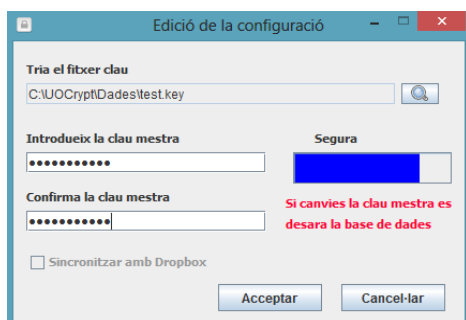 Edició de la configuració
Tria el fitxer clau
C:\UOCrypt\Dades\test.key
Introdueix la clau mestra
Segura
Confirma la clau mestra
Si canvies la clau mestra es
desara la base de dades
Sincronitzar amb Dropbox
Acceptar
Cancel·lar